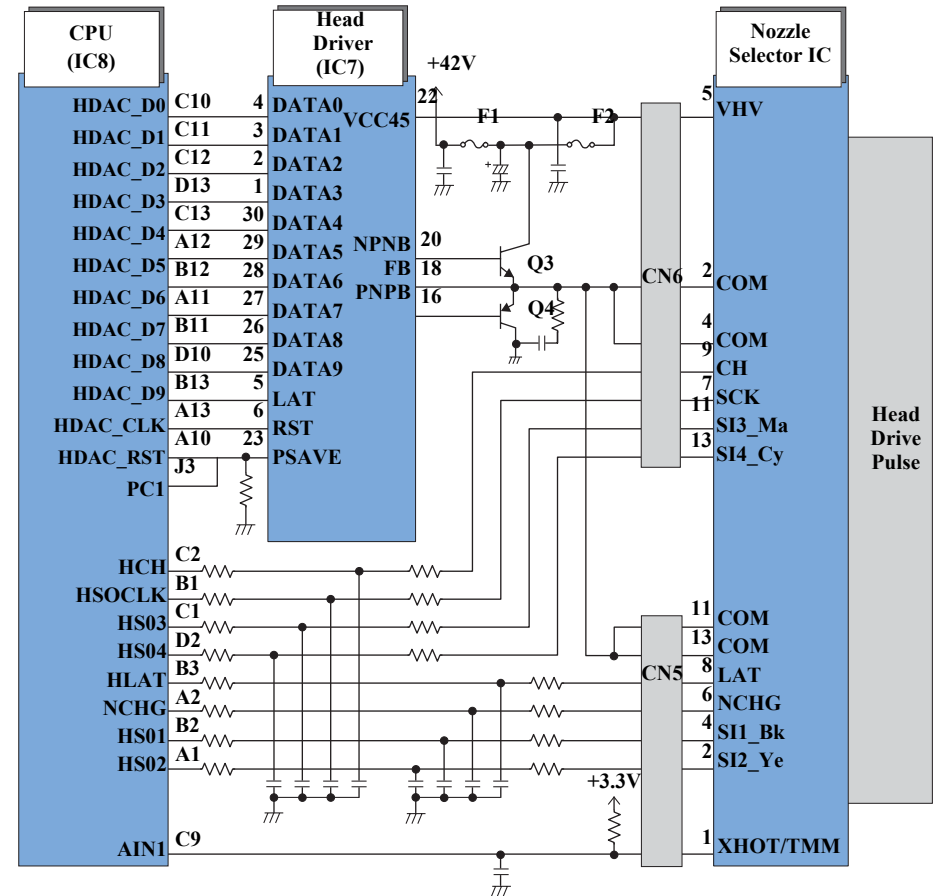 CPU
(IC8)
Head
Driver
(IC7)
Nozzle
Selector IC
+42V
HDAC_D0 C10 4 DATA0 22 F1 F2 5 VHV
VCC45
HDAC_D1 C11 3 DATA1
HDAC_D2 C12 2 DATA2
HDAC_D3 D13 1 DATA3
HDAC_D4 C13 30 DATA4
HDAC_D5 A12 29 DATA5 NPNB 20 Q3
HDAC_D6 B12 28 DATA6 FB 18 CN6 2 COM
HDAC_D7 A11 27 DATA7 PNPB 16 Q4
HDAC_D8 B11 26 DATA8 4 COM
HDAC_D9 D10 25 DATA9 9 CH
HDAC_CLK B13 5 LAT 7 SCK
HDAC_RST A13 6 RST 11 SI3_Ma
PC1 A10 23 PSAVE 13 SI4_Cy
J3
Head
Drive
Pulse
HCH C2
HSOCLK B1
HS03 C1 11 COM
HS04 D2 13 COM
HLAT B3 CN5 8 LAT
NCHG A2 6 NCHG
HS01 B2 4 SI1_Bk
HS02 A1 2 SI2_Ye
+3.3V
AIN1 C9 1 XHOT/TMM